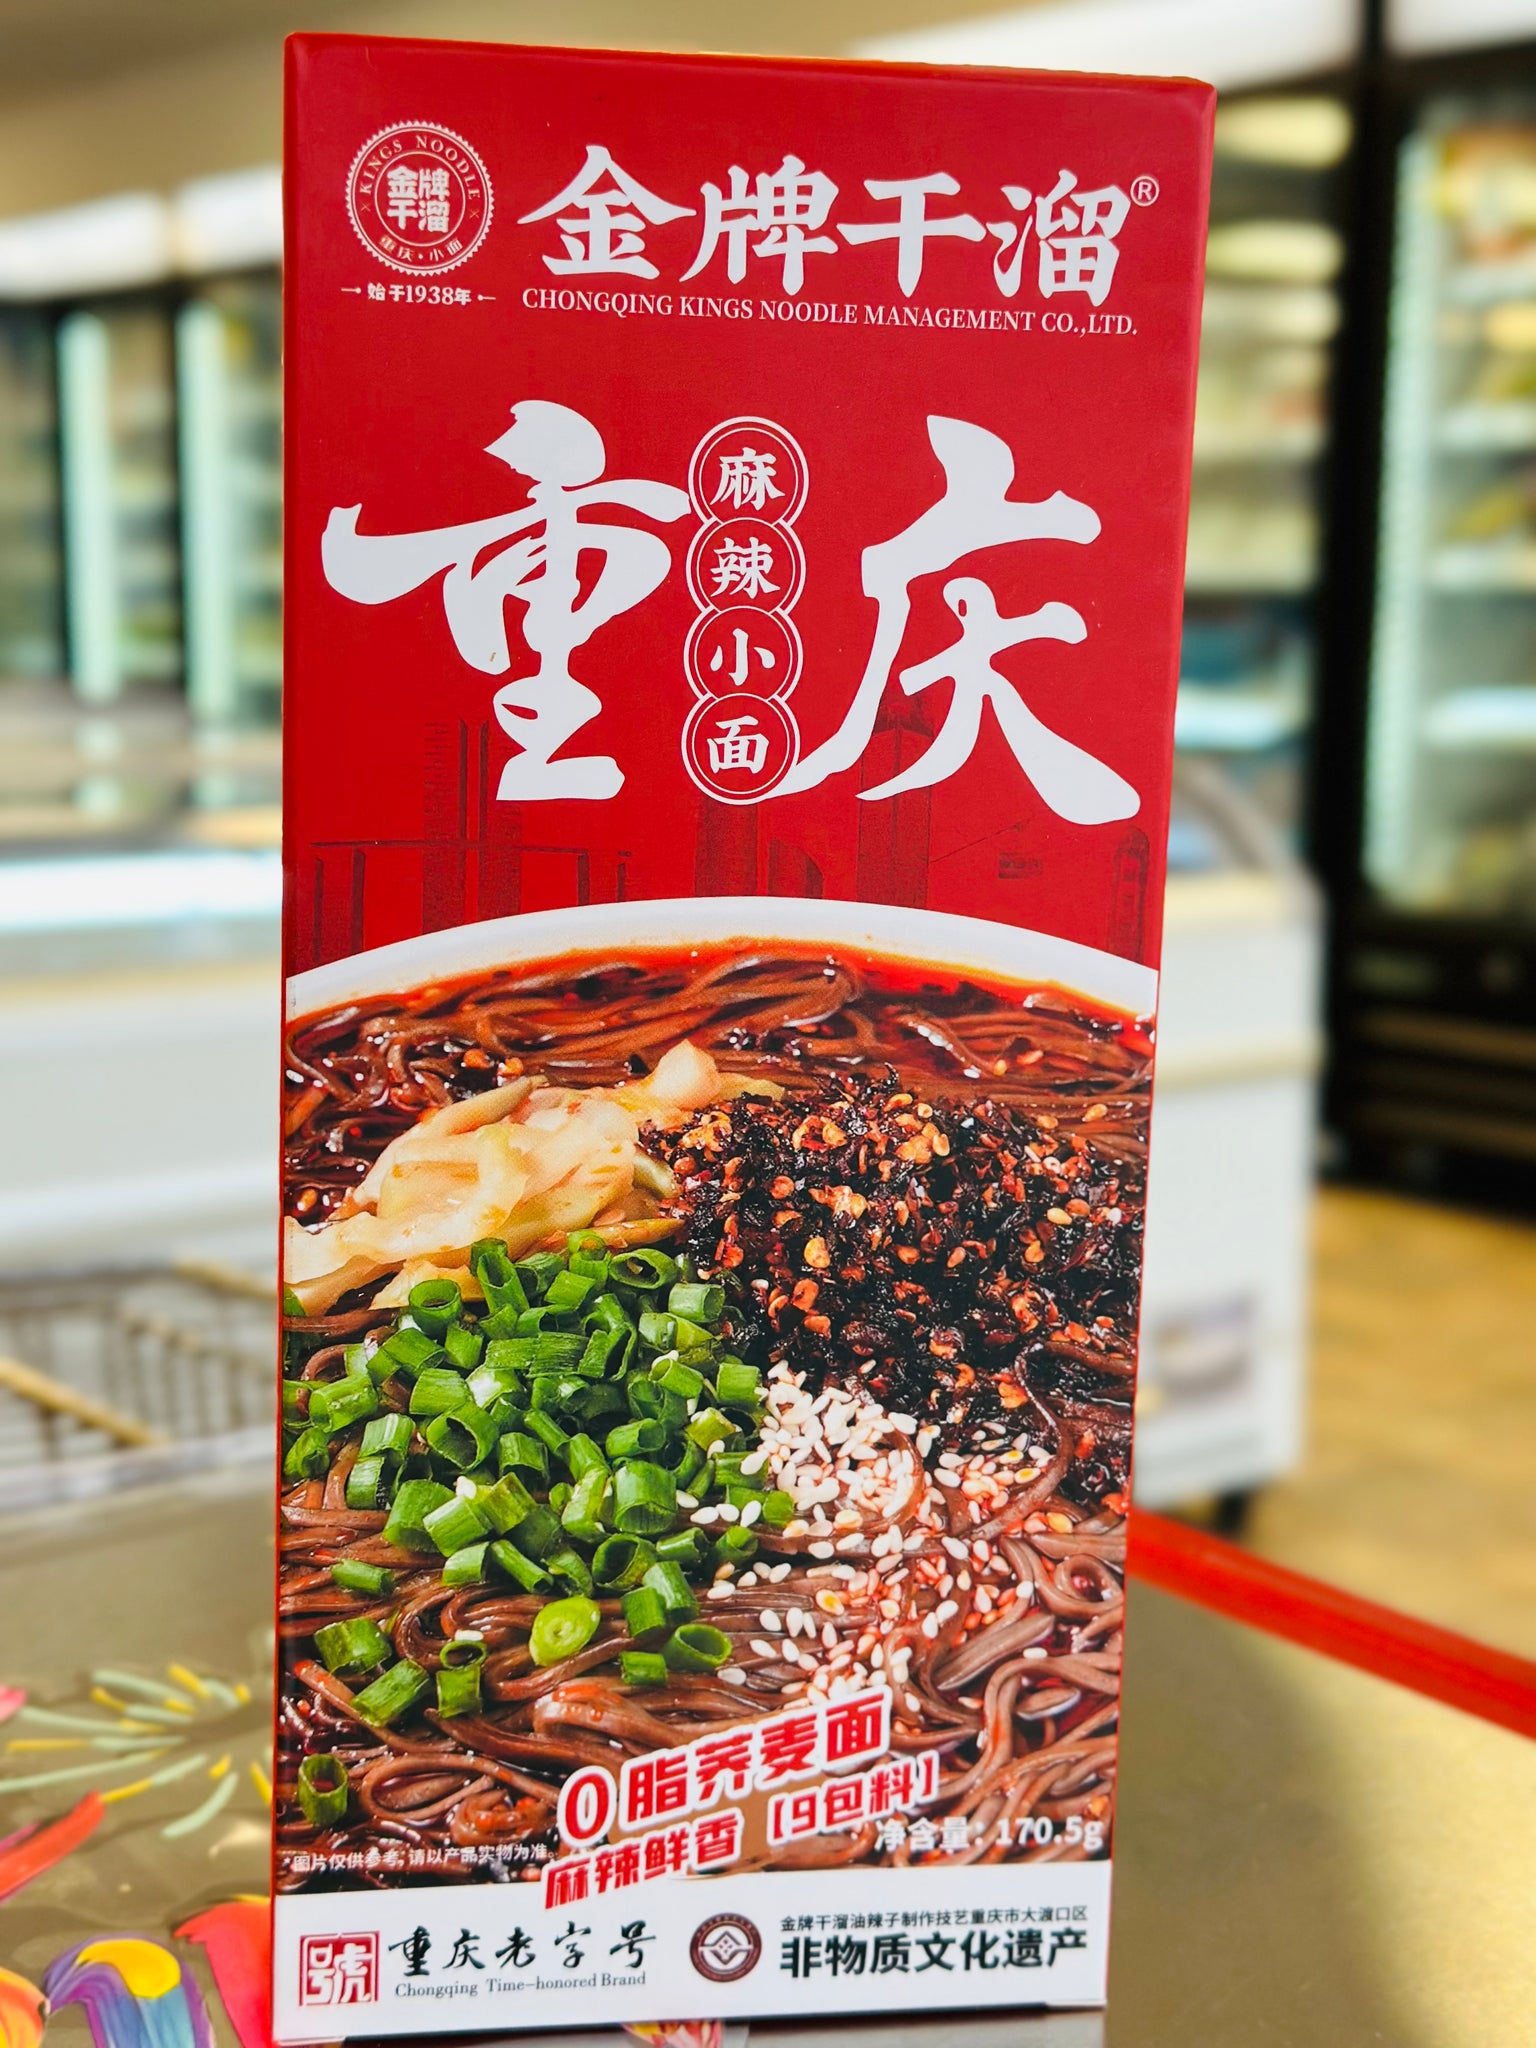 KINGS NOODLE
金牌
干溜
重庆·小面
始于1938年
金牌干溜®
CHONGQING KINGS NOODLE MANAGEMENT CO.,LTD.
重庆
麻辣小面
0脂荞麦面
麻辣鲜香【9包料】
净含量：170.5g
*图片仅供参考,请以产品实物为准。
号虎
重庆老字号
Chongqing Time-honored Brand
金牌干溜油辣子制作技艺重庆市大渡口区
非物质文化遗产